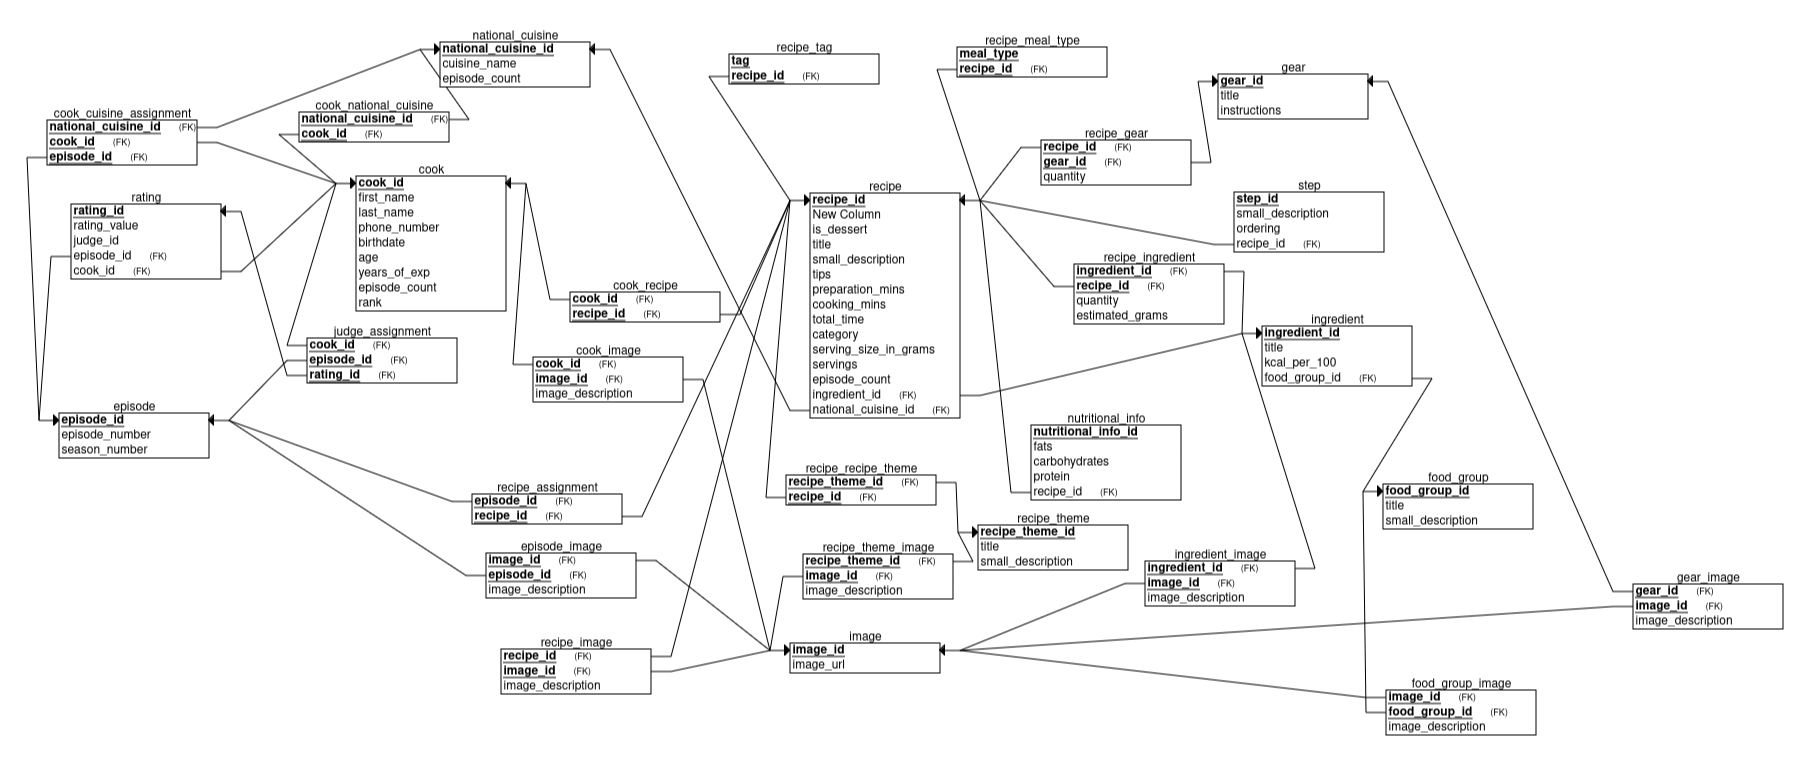 national_cuisine
national_cuisine_id
cuisine_name
episode_count
recipe_tag
tag
recipe_id (FK)
recipe_meal_type
meal_type
recipe_id (FK)
gear
gear_id
title
instructions
cook_cuisine_assignment
national_cuisine_id (FK)
cook_id (FK)
episode_id (FK)
cook_national_cuisine
national_cuisine_id (FK)
cook_id (FK)
recipe_gear
recipe_id (FK)
gear_id (FK)
quantity
cook
cook_id
first_name
last_name
phone_number
birthdate
age
years_of_exp
episode_count
rank
rating
rating_id
rating_value
judge_id
episode_id (FK)
cook_id (FK)
recipe
recipe_id
New Column
is_dessert
title
small_description
tips
preparation_mins
cooking_mins
total_time
category
serving_size_in_grams
servings
episode_count
ingredient_id (FK)
national_cuisine_id (FK)
step
step_id
small_description
ordering
recipe_id (FK)
recipe_ingredient
ingredient_id (FK)
recipe_id (FK)
quantity
estimated_grams
cook_recipe
cook_id (FK)
recipe_id (FK)
ingredient
ingredient_id
title
kcal_per_100
food_group_id (FK)
judge_assignment
cook_id (FK)
episode_id (FK)
rating_id (FK)
cook_image
cook_id (FK)
image_id (FK)
image_description
episode
episode_id
episode_number
season_number
nutritional_info
nutritional_info_id
fats
carbohydrates
protein
recipe_id (FK)
recipe_recipe_theme
recipe_theme_id (FK)
recipe_id (FK)
food_group
food_group_id
title
small_description
recipe_assignment
episode_id (FK)
recipe_id (FK)
recipe_theme
recipe_theme_id
title
small_description
episode_image
image_id (FK)
episode_id (FK)
image_description
recipe_theme_image
recipe_theme_id (FK)
image_id (FK)
image_description
ingredient_image
ingredient_id (FK)
image_id (FK)
image_description
gear_image
gear_id (FK)
image_id (FK)
image_description
recipe_image
recipe_id (FK)
image_id (FK)
image_description
image
image_id
image_url
food_group_image
image_id (FK)
food_group_id (FK)
image_description